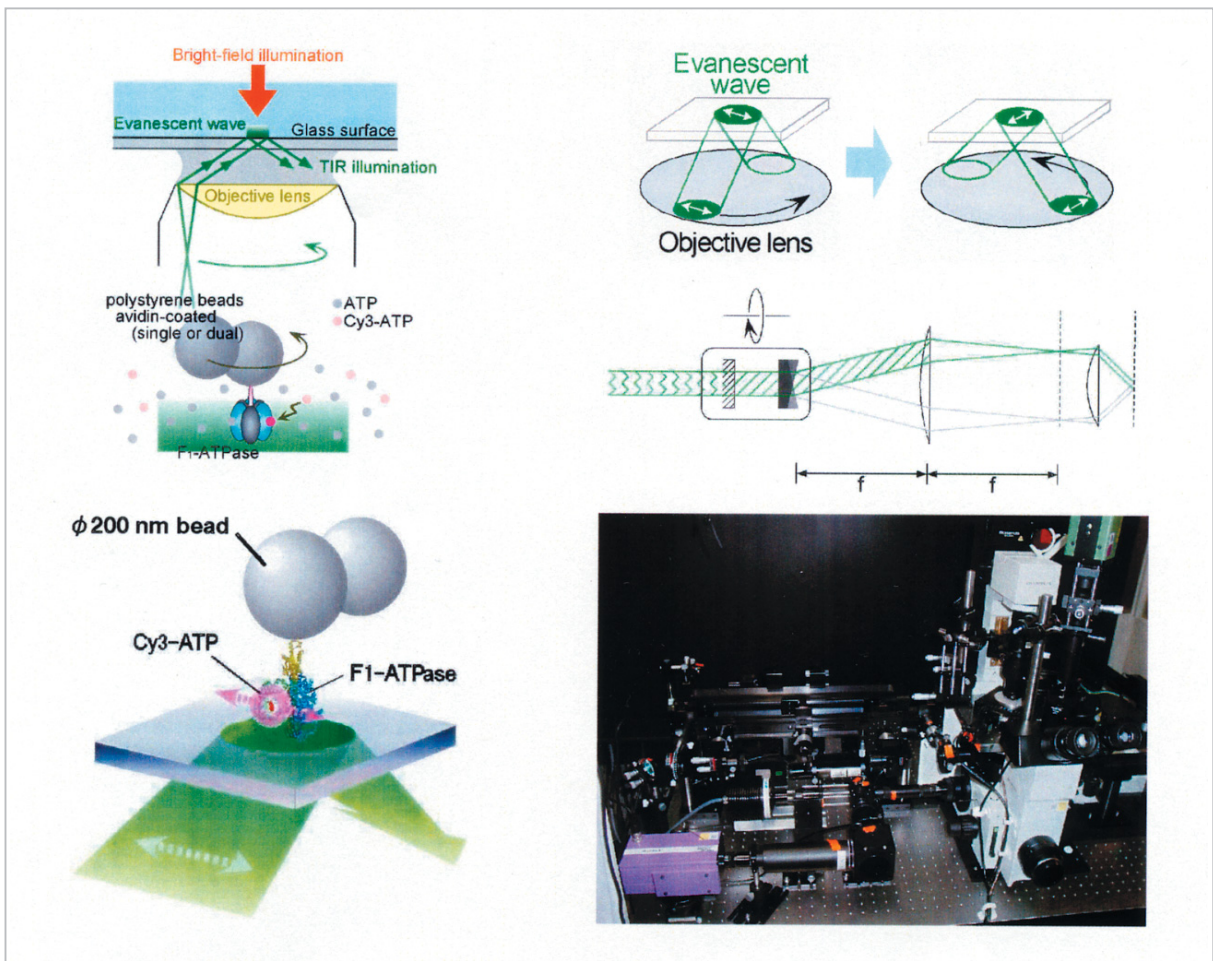 Bright-field illumination
Evanescent wave
Glass surface
TIR illumination
Objective lens
polystyrene beads
avidin-coated
(single or dual)
ATP
Cy3-ATP
F1-ATPase
Evanescent
wave
Objective lens
f
f
ϕ200 nm bead
Cy3-ATP
F1-ATPase